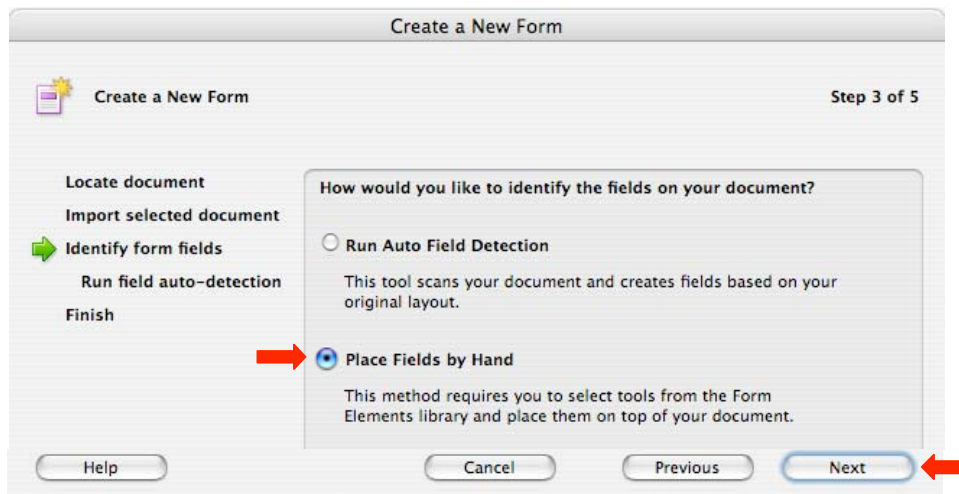 Create a New Form
Create a New Form
Step 3 of 5
Locate document
Import selected document
Identify form fields
Run field auto-detection
Finish
How would you like to identify the fields on your document?
Run Auto Field Detection
This tool scans your document and creates fields based on your
original layout.
Place Fields by Hand
This method requires you to select tools from the Form
Elements library and place them on top of your document.
Help
Cancel
Previous
Next